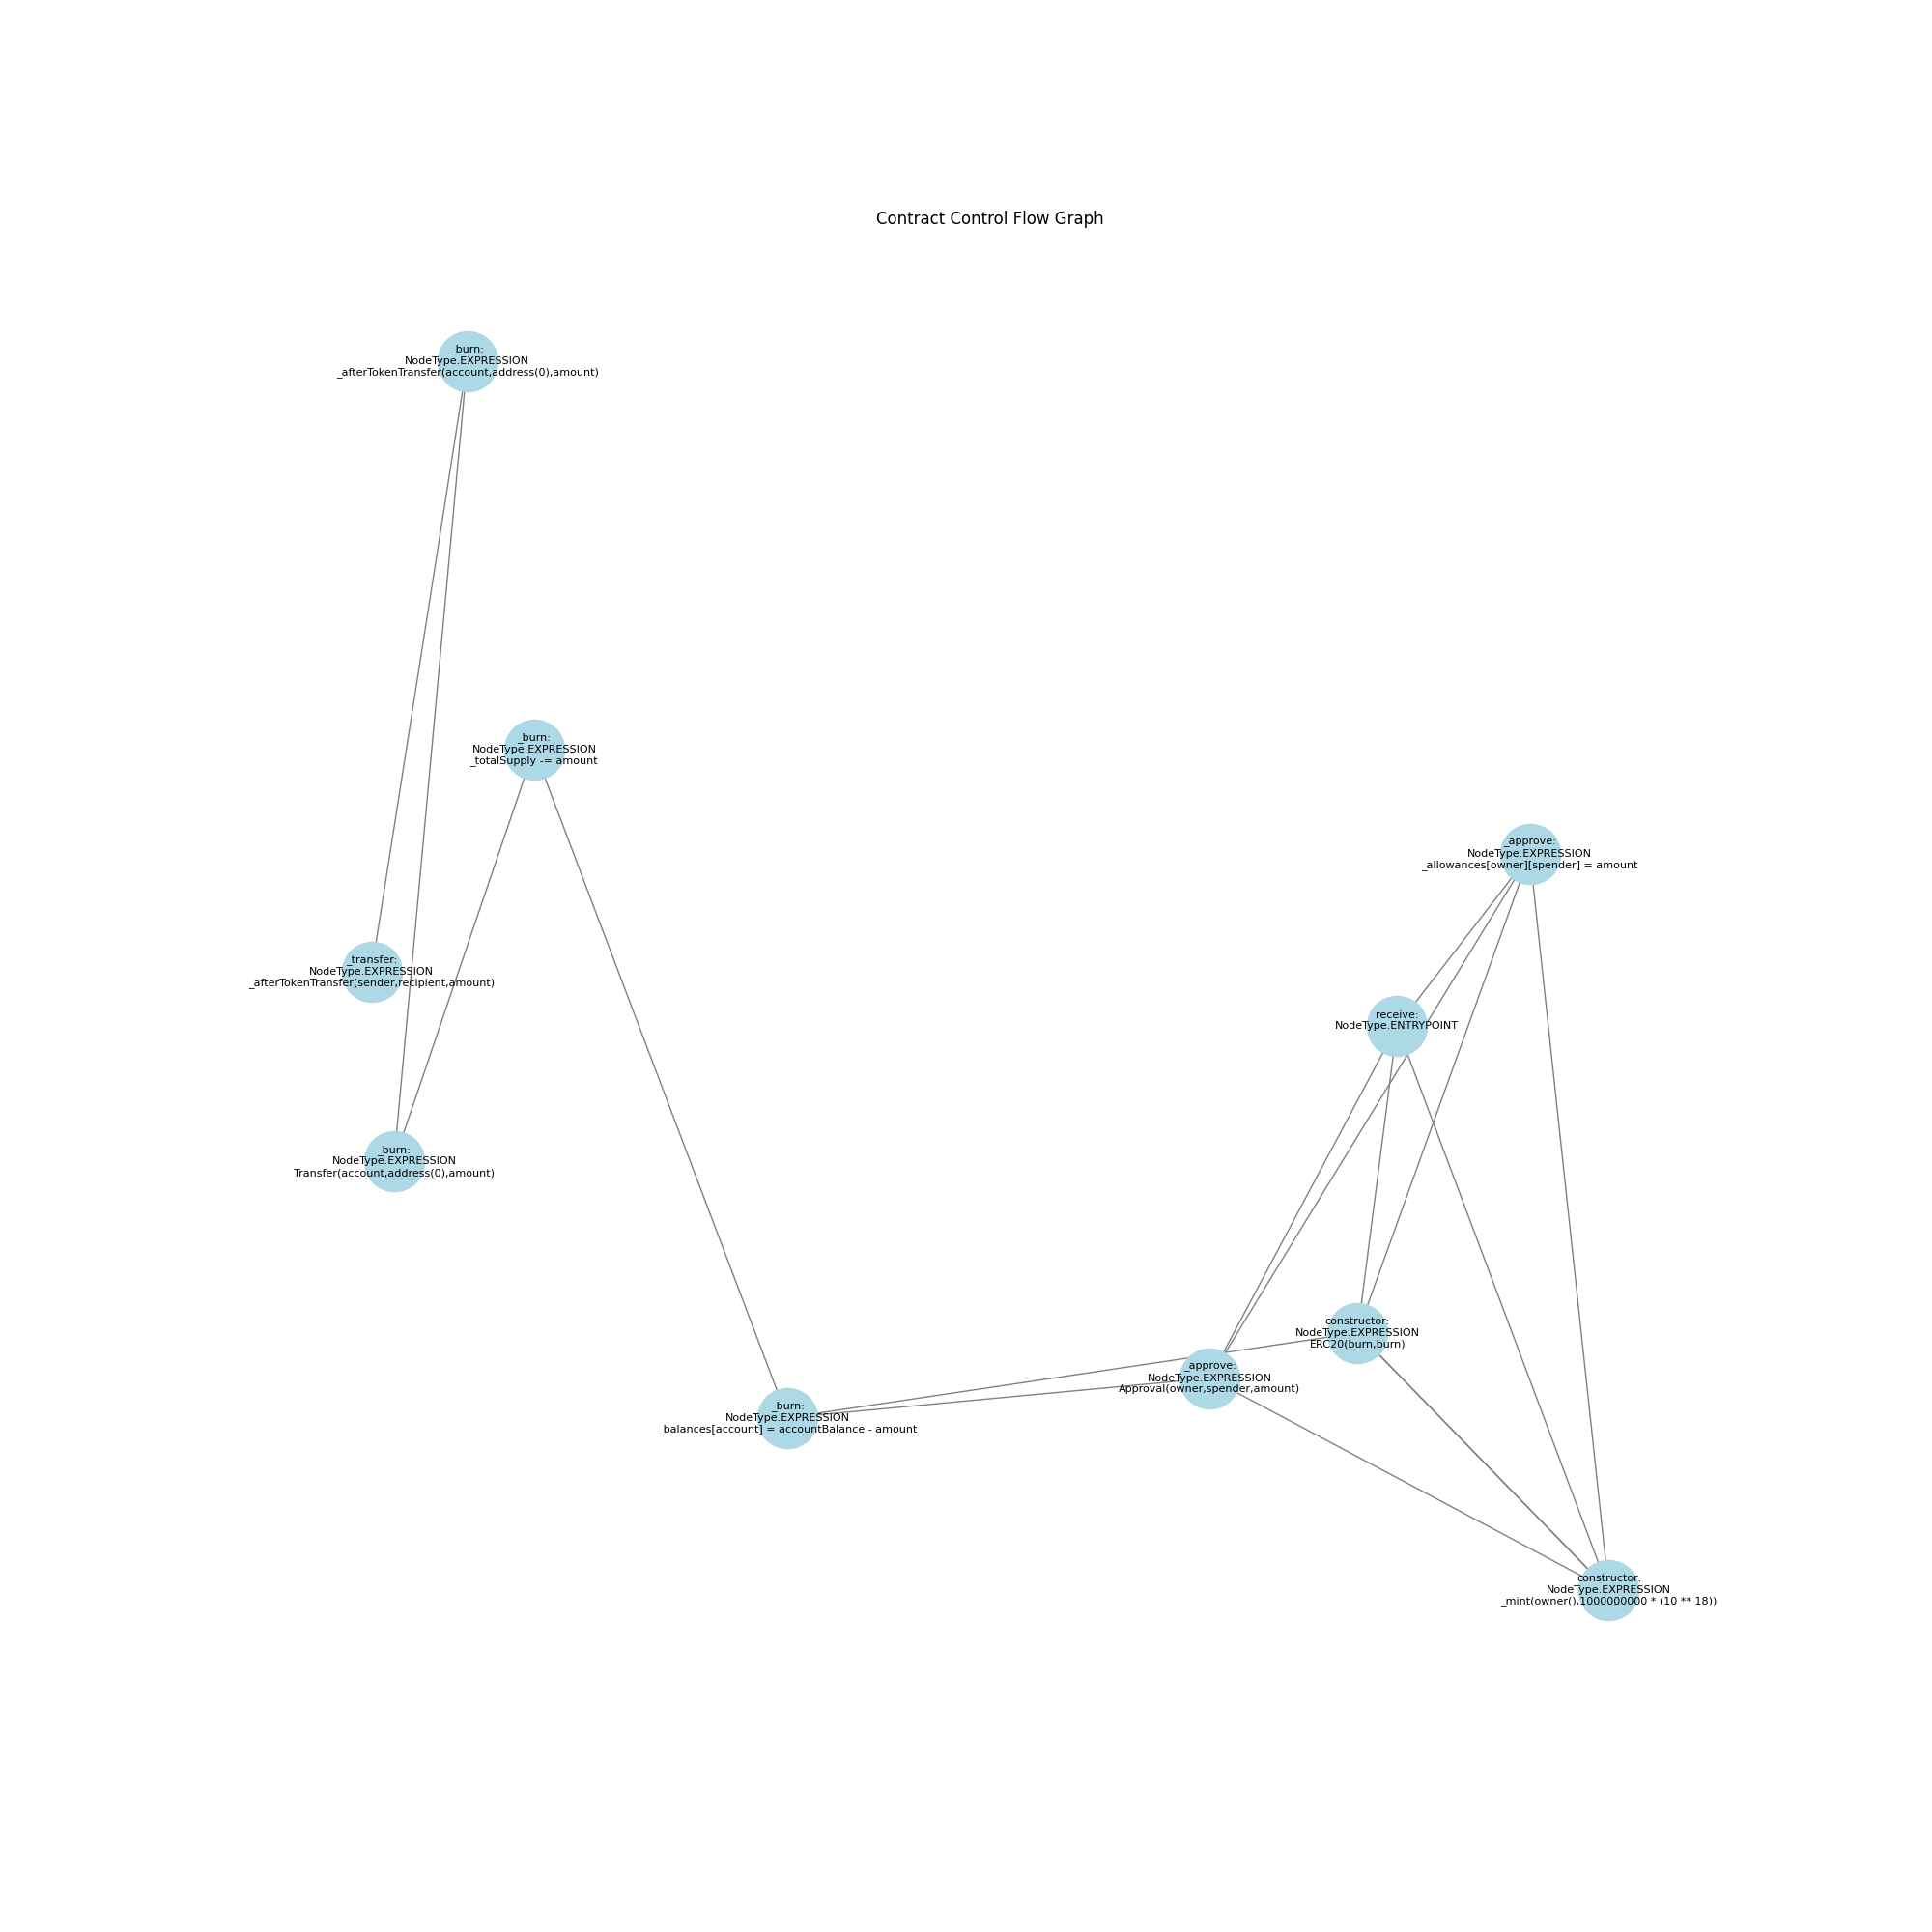 Contract Control Flow Graph
_burn:
NodeType.EXPRESSION
_afterTokenTransfer(account,address(0),amount)
_burn:
NodeType.EXPRESSION
_totalSupply -= amount
_approve:
NodeType.EXPRESSION
_allowances[owner][spender] = amount
_transfer:
NodeType.EXPRESSION
_afterTokenTransfer(sender,recipient,amount)
receive:
NodeType.ENTRYPOINT
_burn:
NodeType.EXPRESSION
Transfer(account,address(0),amount)
constructor:
NodeType.EXPRESSION
ERC20(burn,burn)
_approve:
NodeType.EXPRESSION
Approval(owner,spender,amount)
_burn:
NodeType.EXPRESSION
_balances[account] = accountBalance - amount
constructor:
NodeType.EXPRESSION
_mint(owner(),1000000000 * (10 ** 18))